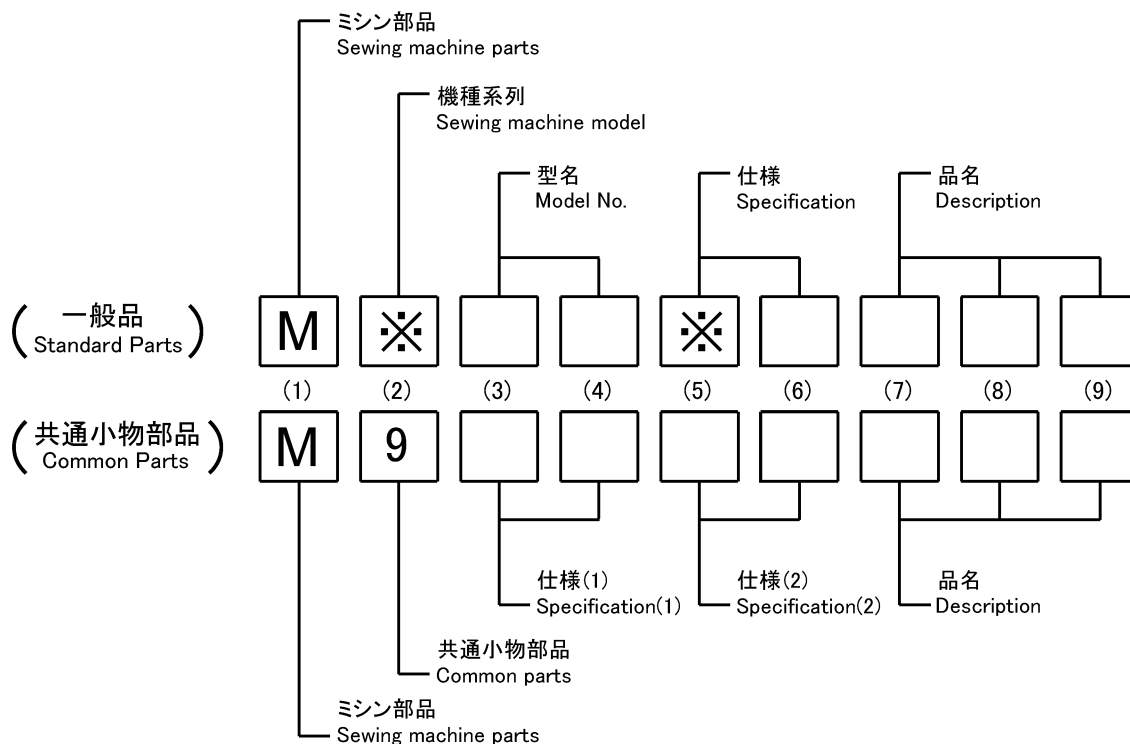 ミシン部品
Sewing machine parts
機種系列
Sewing machine model
型名
Model No.
仕様
Specification
品名
Description
(一般品
Standard Parts)
M ※ ※
(1) (2) (3) (4) (5) (6) (7) (8) (9)
(共通小物部品
Common Parts)
M 9
仕様(1)
Specification(1)
仕様(2)
Specification(2)
品名
Description
共通小物部品
Common parts
ミシン部品
Sewing machine parts